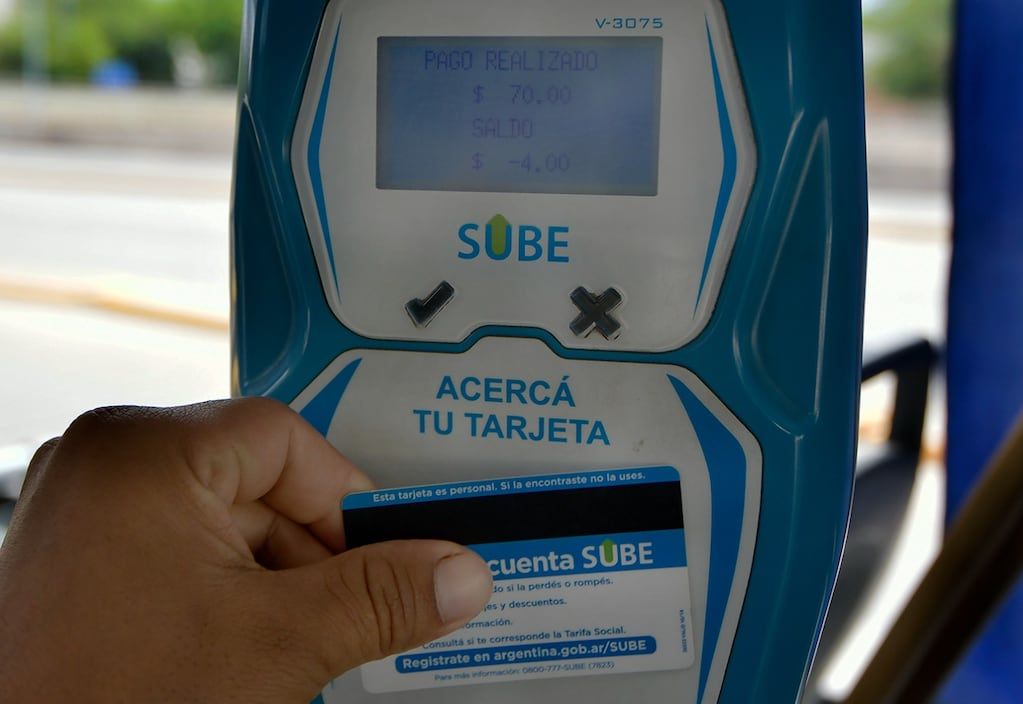 V-3075
PAGO REALIZADO
$ 70.00
SALDO
$ -4.00
SUBE
ACERCÁ
TU TARJETA
Esta tarjeta es personal. Si la encontraste no la uses.
cuenta SUBE
do si la perdés o rompés.
jes y descuentos.
ormación.
Consultá si te corresponde la Tarifa Social.
Registrate en argentina.gob.ar/SUBE
Para más información: 0800-777-SUBE (7823)